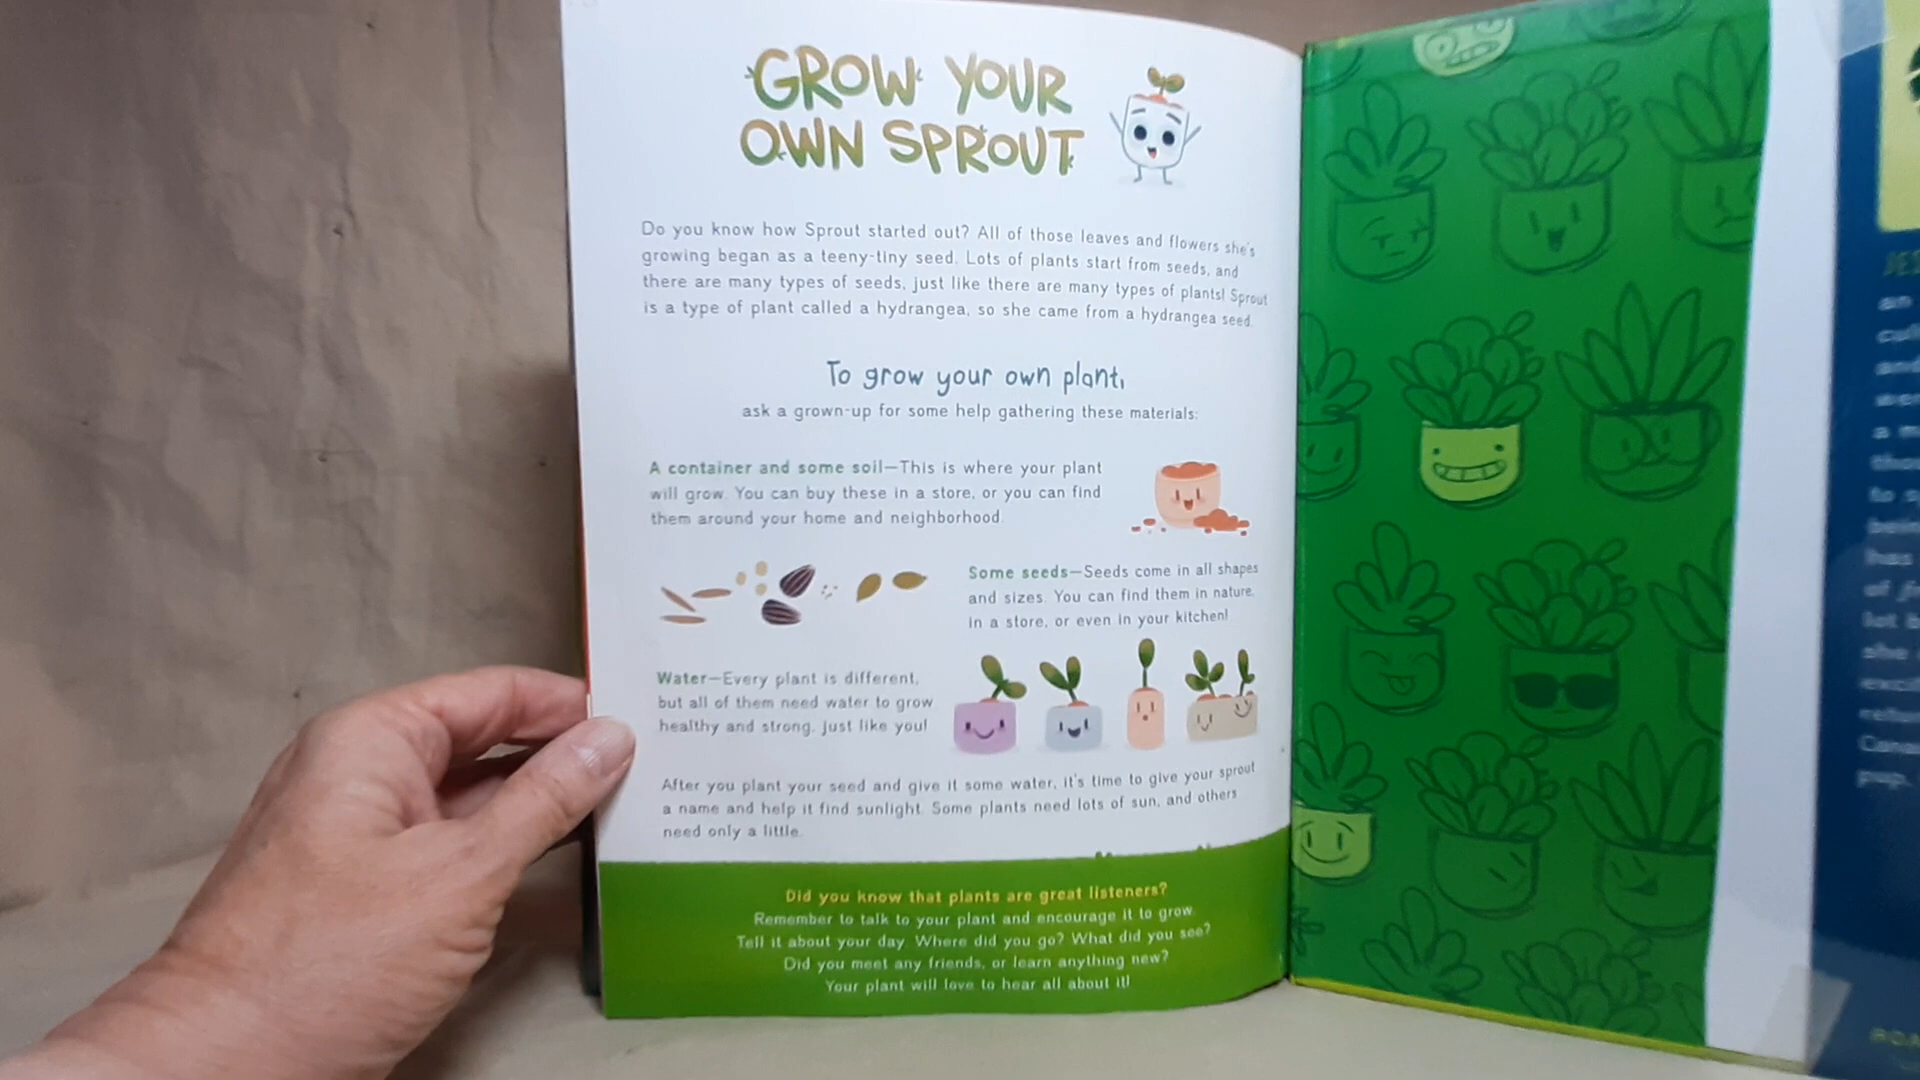 GROW YOUR
OWN SPROUT
Do you know how Sprout started out? All of those leaves and flowers she's
growing began as a teeny-tiny seed. Lots of plants start from seeds, and
there are many types of seeds, just like there are many types of plants! Sprout
is a type of plant called a hydrangea, so she came from a hydrangea seed.
To grow your own plant,
ask a grown-up for some help gathering these materials:
A container and some soil—This is where your plant
will grow. You can buy these in a store, or you can find
them around your home and neighborhood.
Some seeds—Seeds come in all shapes
and sizes. You can find them in nature,
in a store, or even in your kitchen!
Water—Every plant is different,
but all of them need water to grow
healthy and strong, just like you!
After you plant your seed and give it some water, it's time to give your sprout
a name and help it find sunlight. Some plants need lots of sun, and others
need only a little.
Did you know that plants are great listeners?
Remember to talk to your plant and encourage it to grow.
Tell it about your day. Where did you go? What did you see?
Did you meet any friends, or learn anything new?
Your plant will love to hear all about it!
an
and
a
to
has
of
lot b
she
pup,